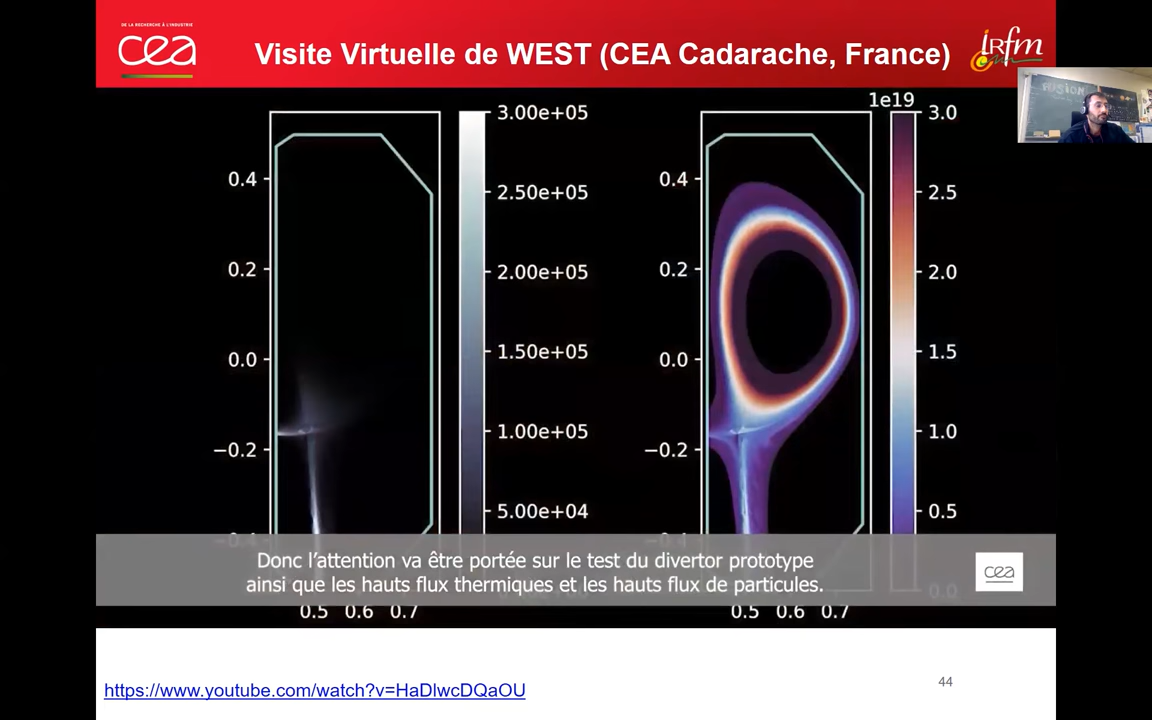 DE LA RECHERCHE À L'INDUSTRIE
cea
Visite Virtuelle de WEST (CEA Cadarache, France)
IRfm
1e19
3.00e+05
3.0
0.4
2.50e+05
0.4
2.5
0.2
2.00e+05
0.2
2.0
0.0
1.50e+05
0.0
1.5
−0.2
1.00e+05
−0.2
1.0
5.00e+04
0.5
−0.4
Donc l'attention va être portée sur le test du divertor prototype
ainsi que les hauts flux thermiques et les hauts flux de particules.
cea
0.0
0.5 0.6 0.7
0.5 0.6 0.7
https://www.youtube.com/watch?v=HaDlwcDQaOU
44